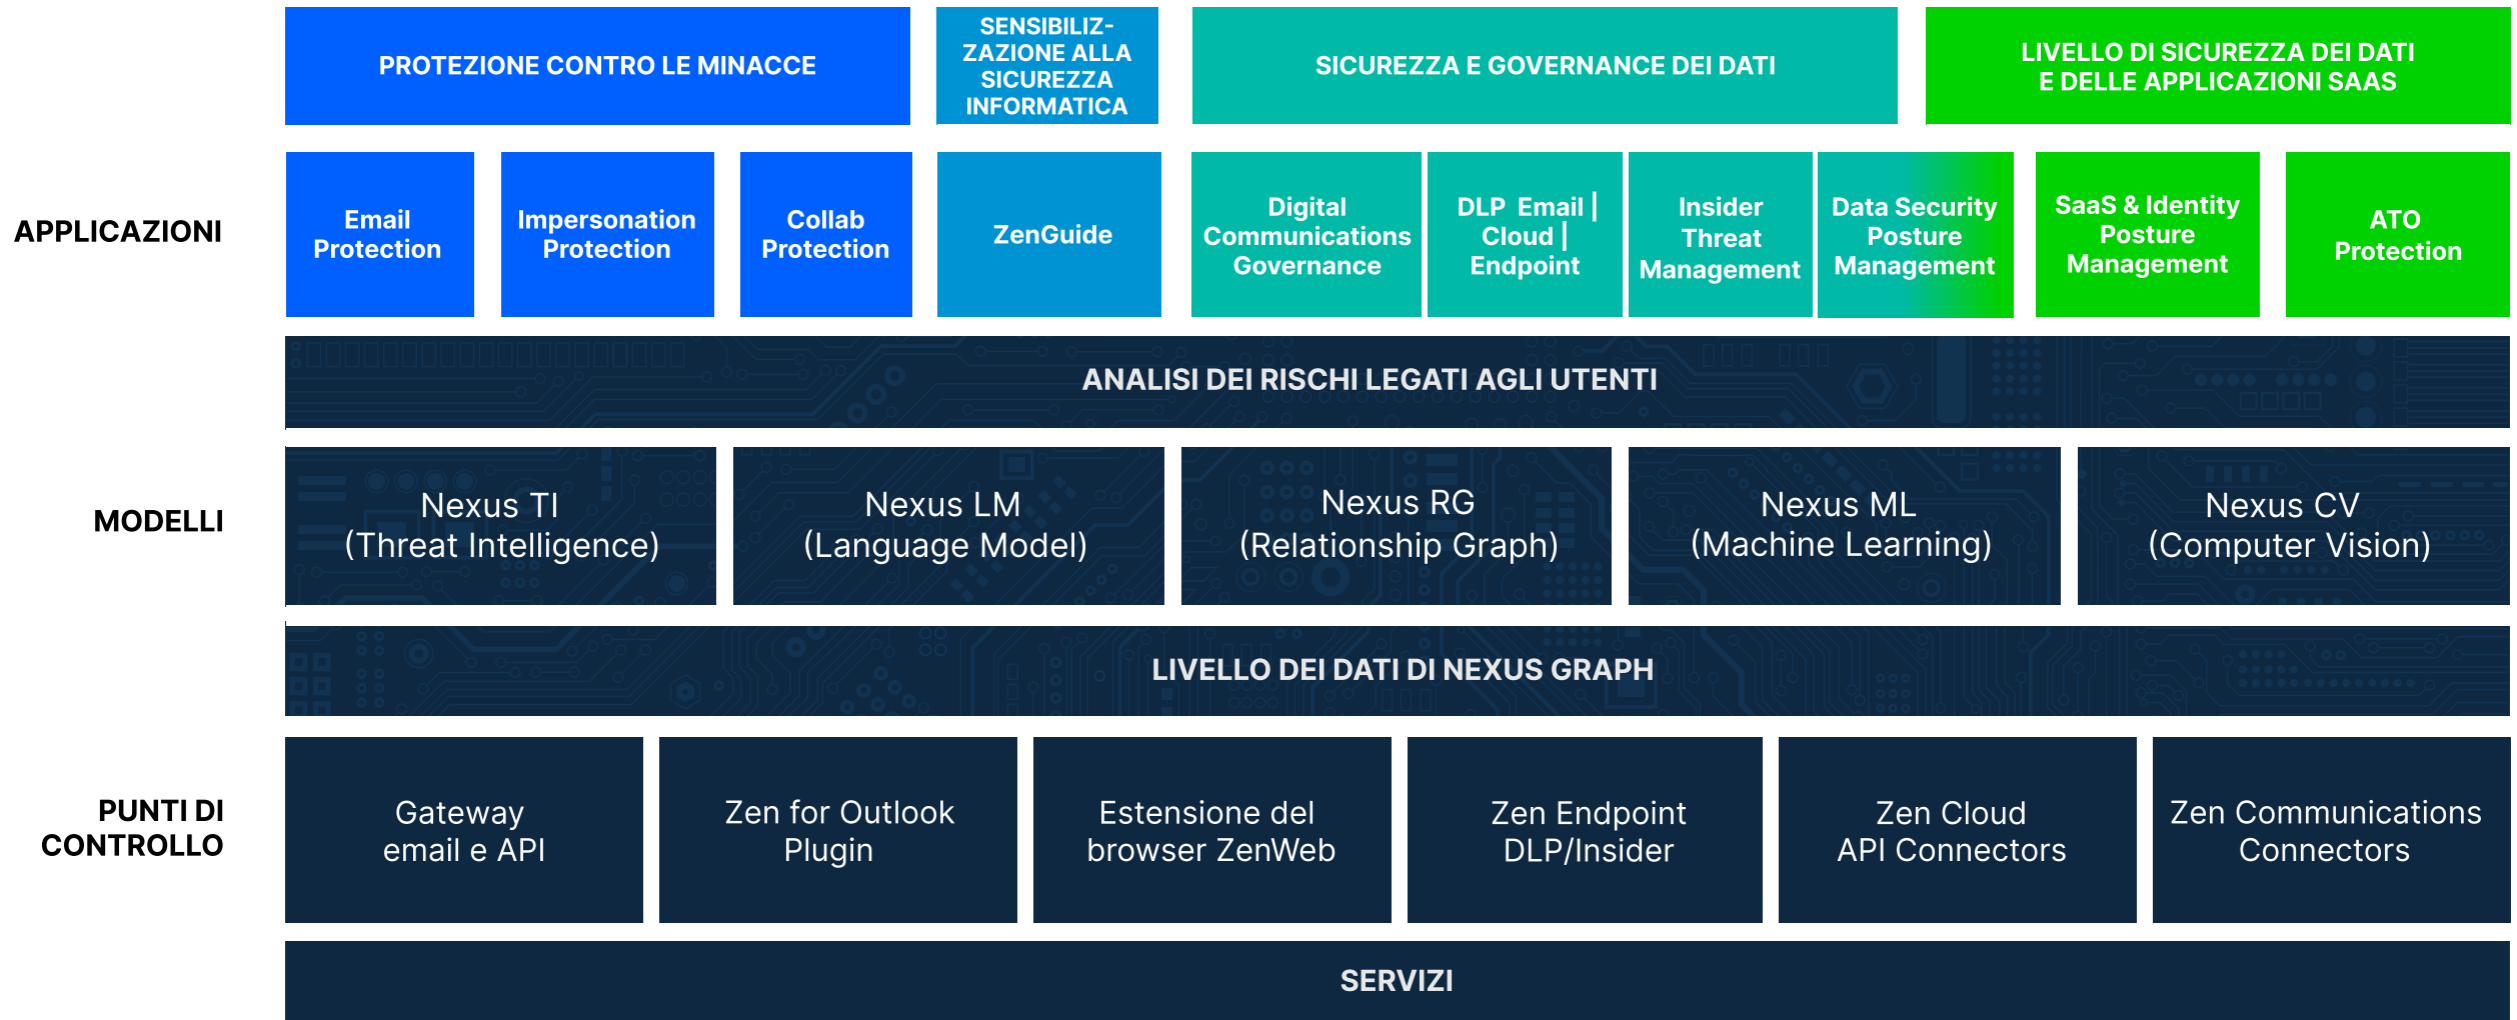 PROTEZIONE CONTRO LE MINACCE
SENSIBILIZ-
ZAZIONE ALLA
SICUREZZA
INFORMATICA
SICUREZZA E GOVERNANCE DEI DATI
LIVELLO DI SICUREZZA DEI DATI
E DELLE APPLICAZIONI SAAS
APPLICAZIONI
Email
Protection
Impersonation
Protection
Collab
Protection
ZenGuide
Digital
Communications
Governance
DLP Email |
Cloud |
Endpoint
Insider
Threat
Management
Data Security
Posture
Management
SaaS & Identity
Posture
Management
ATO
Protection
ANALISI DEI RISCHI LEGATI AGLI UTENTI
MODELLI
Nexus TI
(Threat Intelligence)
Nexus LM
(Language Model)
Nexus RG
(Relationship Graph)
Nexus ML
(Machine Learning)
Nexus CV
(Computer Vision)
LIVELLO DEI DATI DI NEXUS GRAPH
PUNTI DI
CONTROLLO
Gateway
email e API
Zen for Outlook
Plugin
Estensione del
browser ZenWeb
Zen Endpoint
DLP/Insider
Zen Cloud
API Connectors
Zen Communications
Connectors
SERVIZI